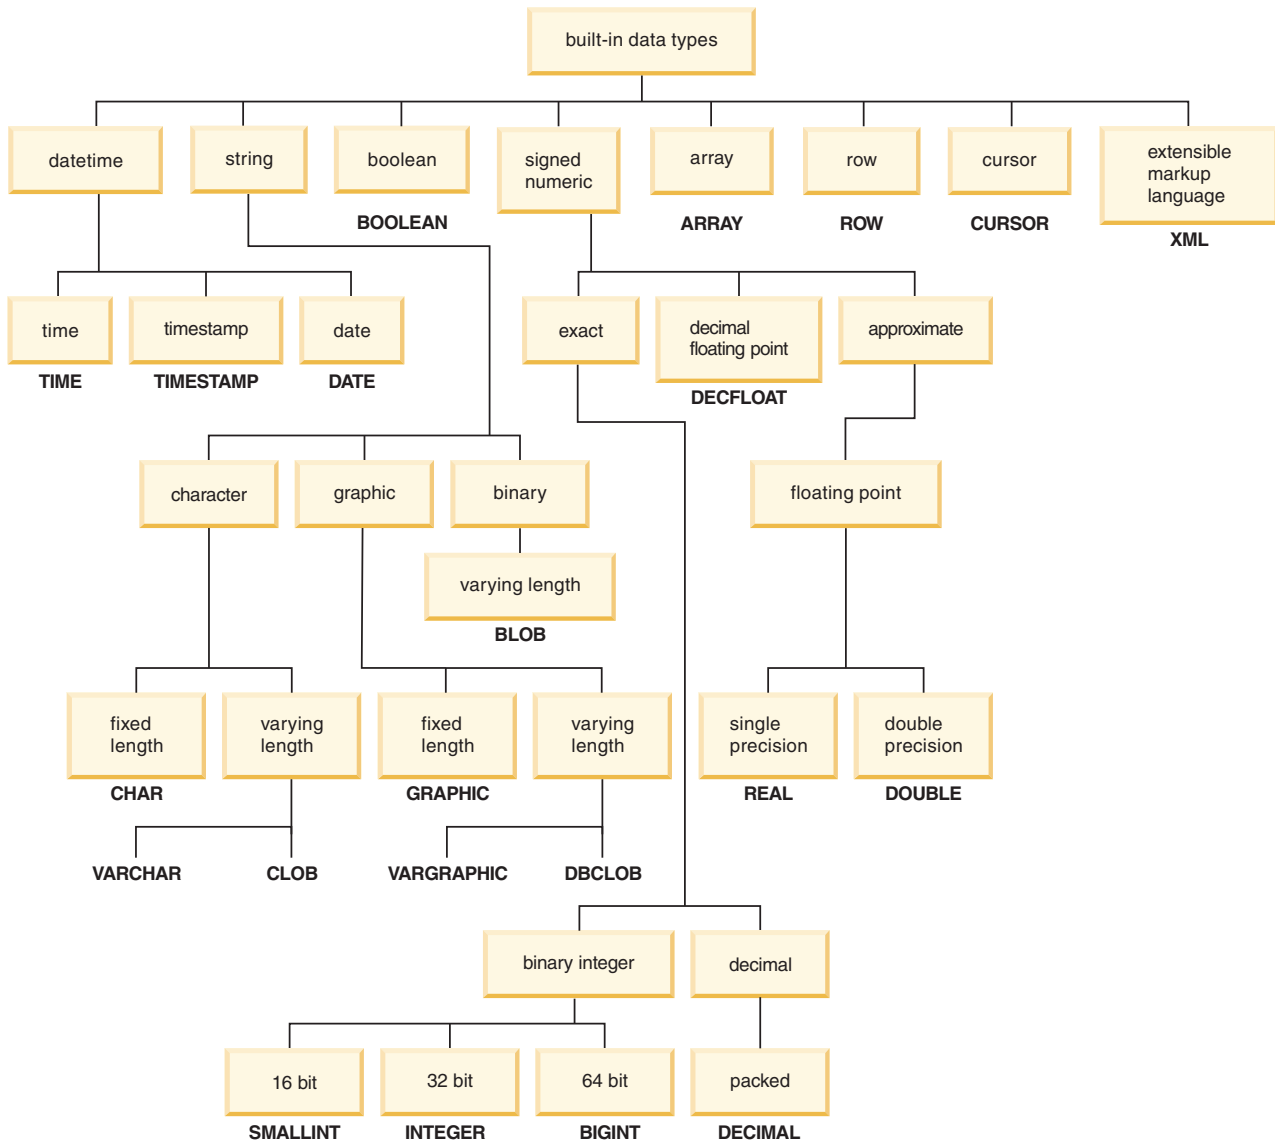 built-in data types
datetime
string
boolean
signed
numeric
array
row
cursor
extensible
markup
language
BOOLEAN
ARRAY
ROW
CURSOR
XML
time
timestamp
date
exact
decimal
floating point
approximate
TIME
TIMESTAMP
DATE
DECFLOAT
character
graphic
binary
floating point
varying length
BLOB
fixed
length
varying
length
fixed
length
varying
length
single
precision
double
precision
CHAR
GRAPHIC
REAL
DOUBLE
VARCHAR
CLOB
VARGRAPHIC
DBCLOB
binary integer
decimal
16 bit
32 bit
64 bit
packed
SMALLINT
INTEGER
BIGINT
DECIMAL